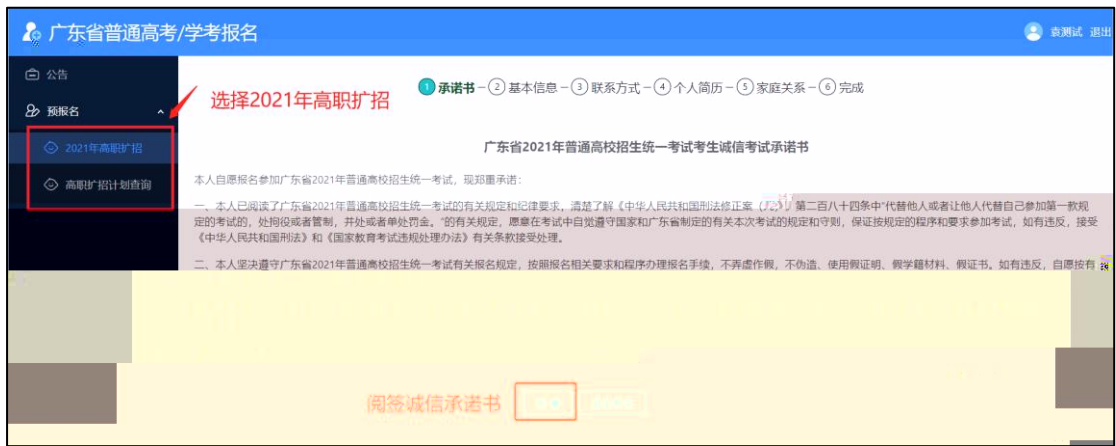 广东省普通高考/学考报名
袁测试 退出
公告
预报名
2021年高职扩招
高职扩招计划查询
选择2021年高职扩招
1 承诺书 – 2 基本信息 – 3 联系方式 – 4 个人简历 – 5 家庭关系 – 6 完成
广东省2021年普通高校招生统一考试考生诚信考试承诺书
本人自愿报名参加广东省2021年普通高校招生统一考试，现郑重承诺：
一、本人已阅读了广东省2021年普通高校招生统一考试的有关规定和纪律要求，清楚了解《中华人民共和国刑法修正案 第二百八十四条中“代替他人或者让他人代替自己参加第一款规
定的考试的，处拘役或者管制，并处或者单处罚金。”的有关规定，愿意在考试中自觉遵守国家和广东省制定的有关本次考试的规定和守则，保证按规定的程序和要求参加考试，如有违反，接受
《中华人民共和国刑法》和《国家教育考试违规处理办法》有关条款接受处理。
二、本人坚决遵守广东省2021年普通高校招生统一考试有关报名规定，按照报名相关要求和程序办理报名手续，不弄虚作假，不伪造、使用假证明、假学籍材料、假证书。如有违反，自愿按有
阅签诚信承诺书